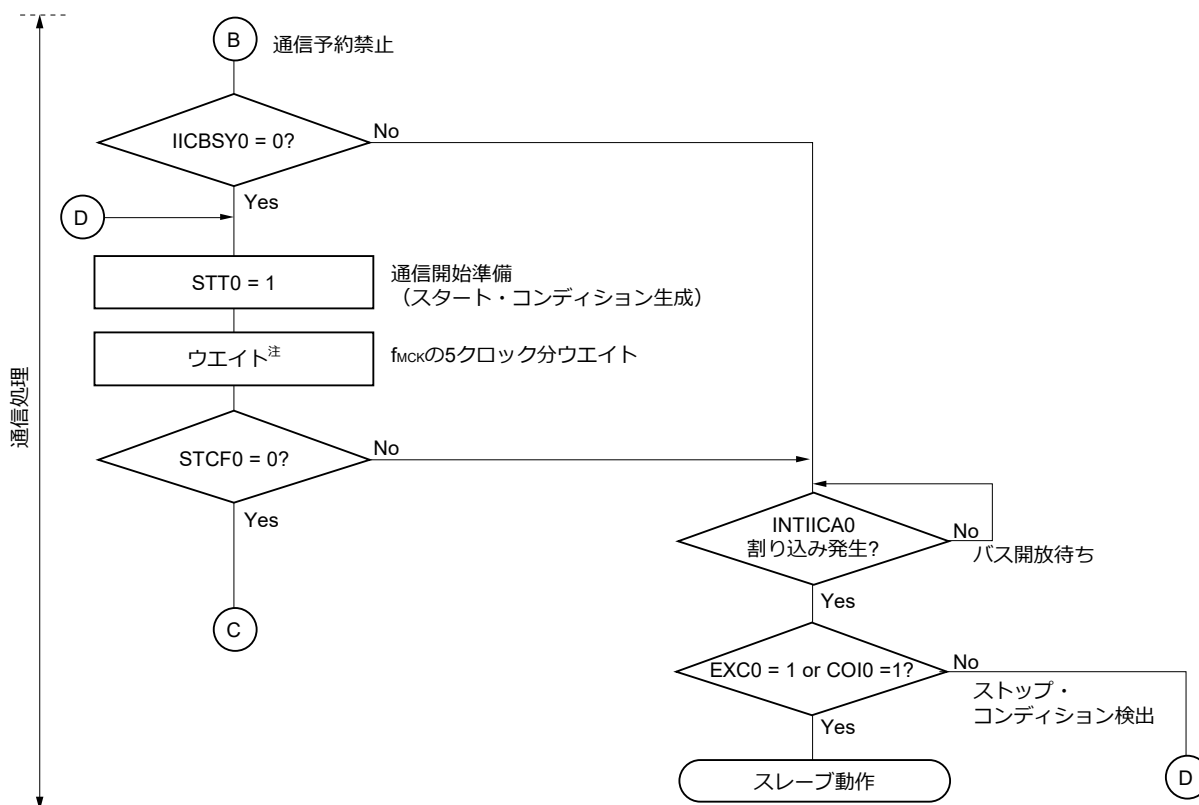 B
通信予約禁止
IICBSY0 = 0?
No
Yes
D
STT0 = 1
通信開始準備
（スタート・コンディション生成）
ウエイト注
fMCKの5クロック分ウエイト
STCF0 = 0?
No
Yes
C
INTIICA0
割り込み発生?
No
バス開放待ち
Yes
EXC0 = 1 or COI0 =1?
No
ストップ・
コンディション検出
Yes
スレーブ動作
D
通信処理